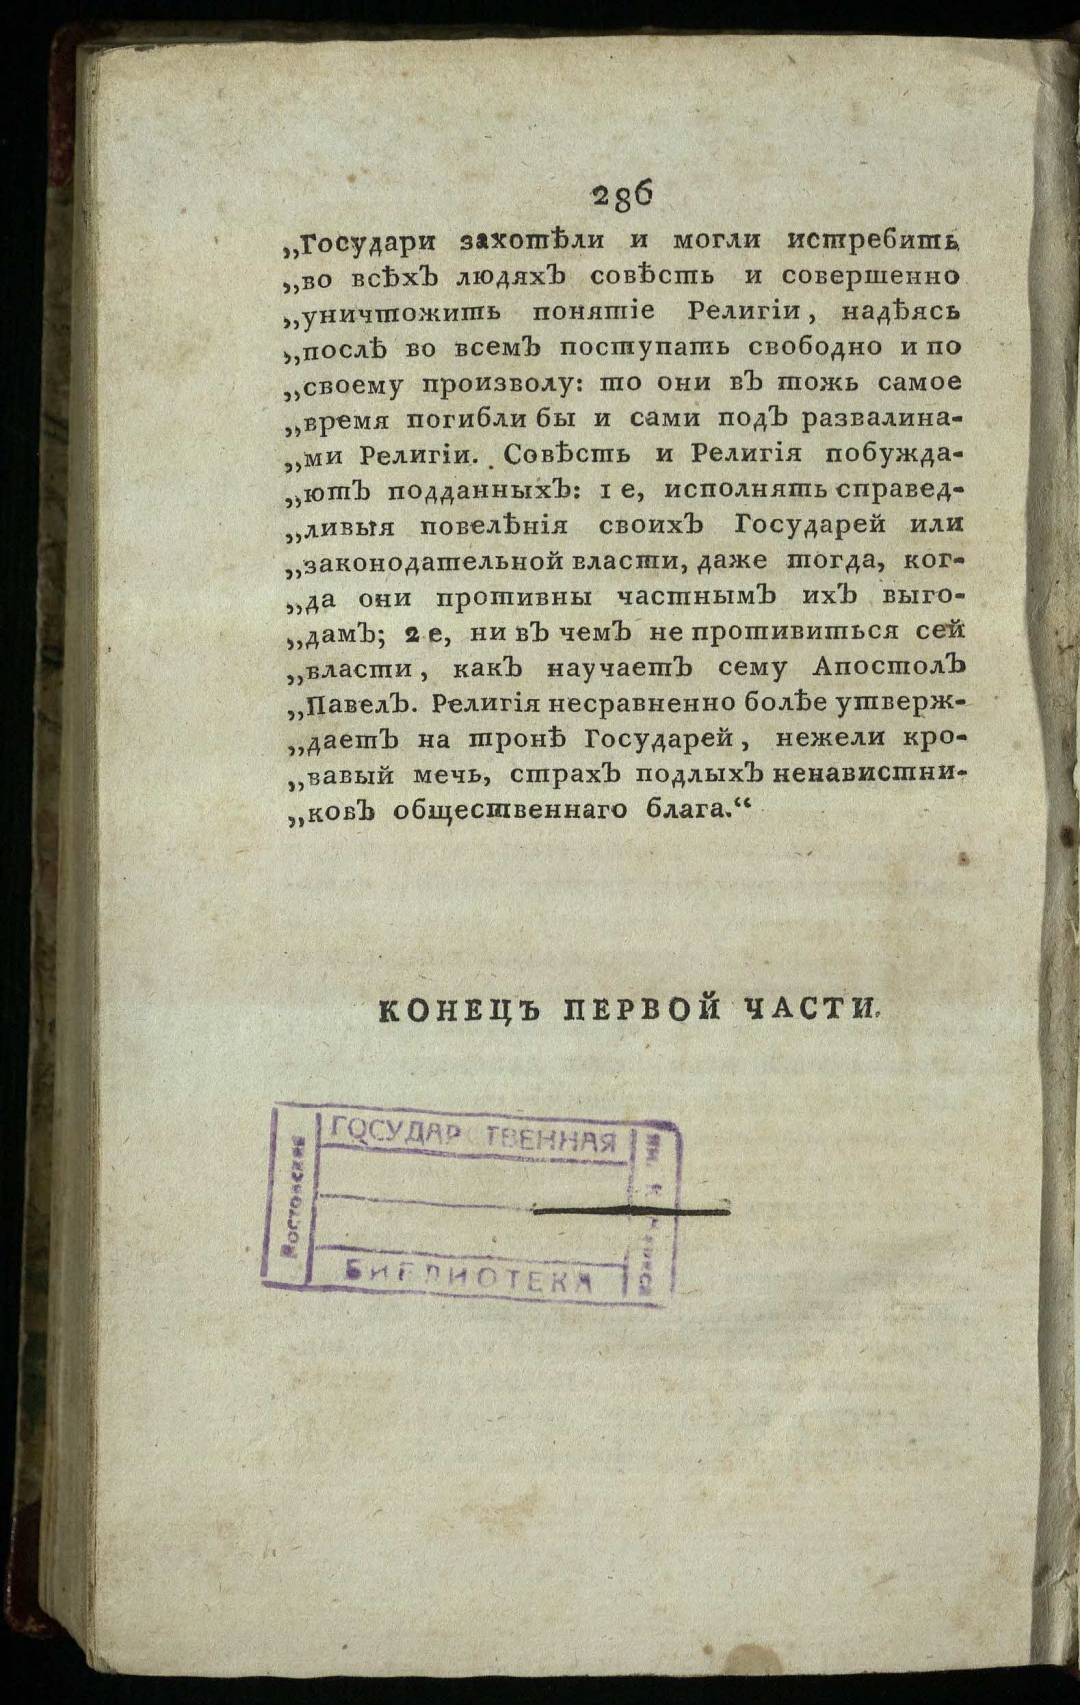 286
„Государи захотѣли и могли истребить
„во всѣхъ людяхъ совѣсть и совершенно
„уничтожить понятіе Религіи, надѣясь
„послѣ во всемъ поступать свободно и по
„своему произволу: то они въ тожь самое
„время погибли бы и сами подъ развалина-
„ми Религіи. Совѣсть и Религія побужда-
„ютъ подданныхъ: 1 е, исполнять справед-
„ливыя повелѣнія своихъ Государей или
„законодательной власти, даже тогда, ког-
„да они противны частнымъ ихъ выго-
„дамъ; 2 е, ни въ чемъ не противиться сей
„власти, какъ научаетъ сему Апостолъ
„Павелъ. Религія несравненно болѣе утверж-
„даетъ на тронѣ Государей, нежели кро-
„вавый мечь, страхъ подлыхъ ненавистни-
„ковъ общественнаго блага.“
КОНЕЦЪ ПЕРВОЙ ЧАСТИ.
ГОСУДАРСТВЕННАЯ
Ростовская
БИБЛИОТЕКА